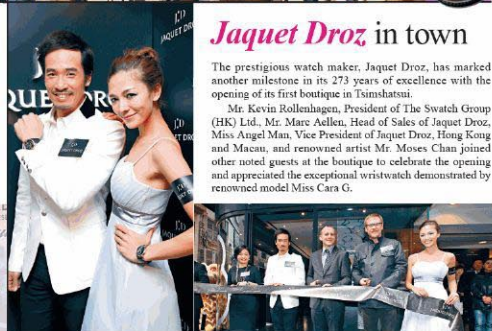 JD
JAQUET DROZ
Jaquet Droz in town
The prestigious watch maker, Jaquet Droz, has marked
another milestone in its 273 years of excellence with the
opening of its first boutique in Tsimshatsui.
Mr. Kevin Rollenhagen, President of The Swatch Group
(HK) Ltd., Mr. Marc Aellen, Head of Sales of Jaquet Droz,
Miss Angel Man, Vice President of Jaquet Droz, Hong Kong
and Macau, and renowned artist Mr. Moses Chan joined
other noted guests at the boutique to celebrate the opening
and appreciated the exceptional wristwatch demonstrated by
renowned model Miss Cara G.